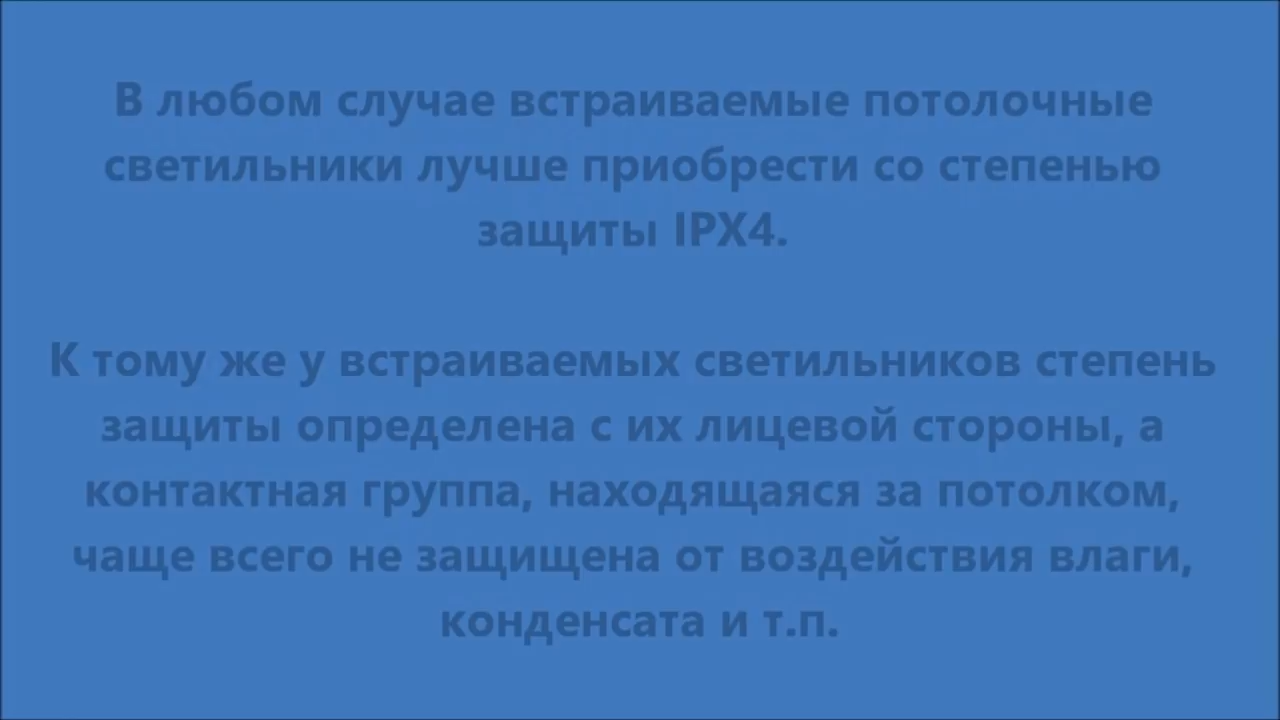 В любом случае встраиваемые потолочные
светильники лучше приобрести со степенью
защиты IPX4.
К тому же у встраиваемых светильников степень
защиты определена с их лицевой стороны, а
контактная группа, находящаяся за потолком,
чаще всего не защищена от воздействия влаги,
конденсата и т.п.